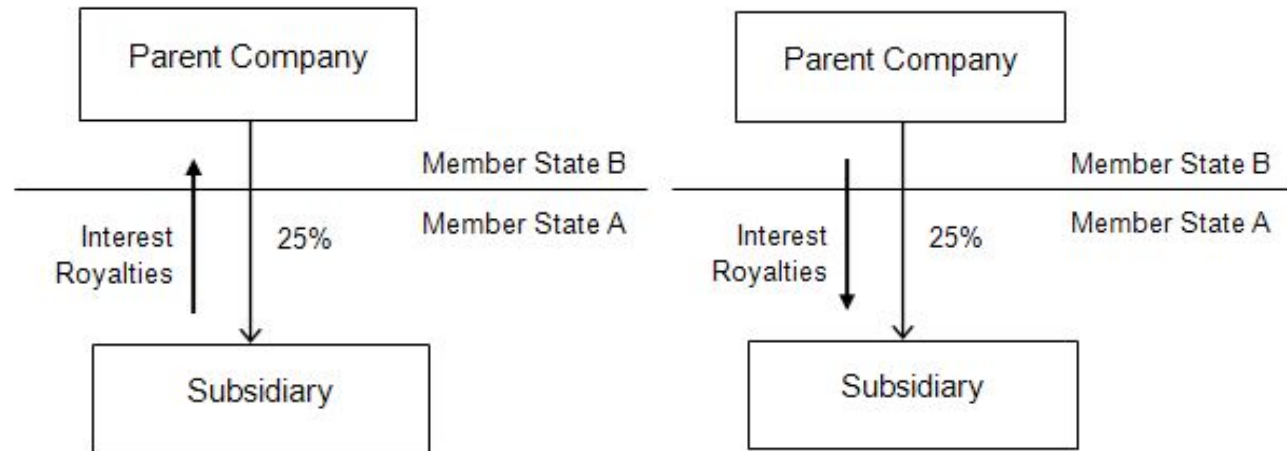 Parent Company
Member State B
Member State A
Interest
Royalties
25%
Subsidiary
Parent Company
Member State B
Member State A
Interest
Royalties
25%
Subsidiary